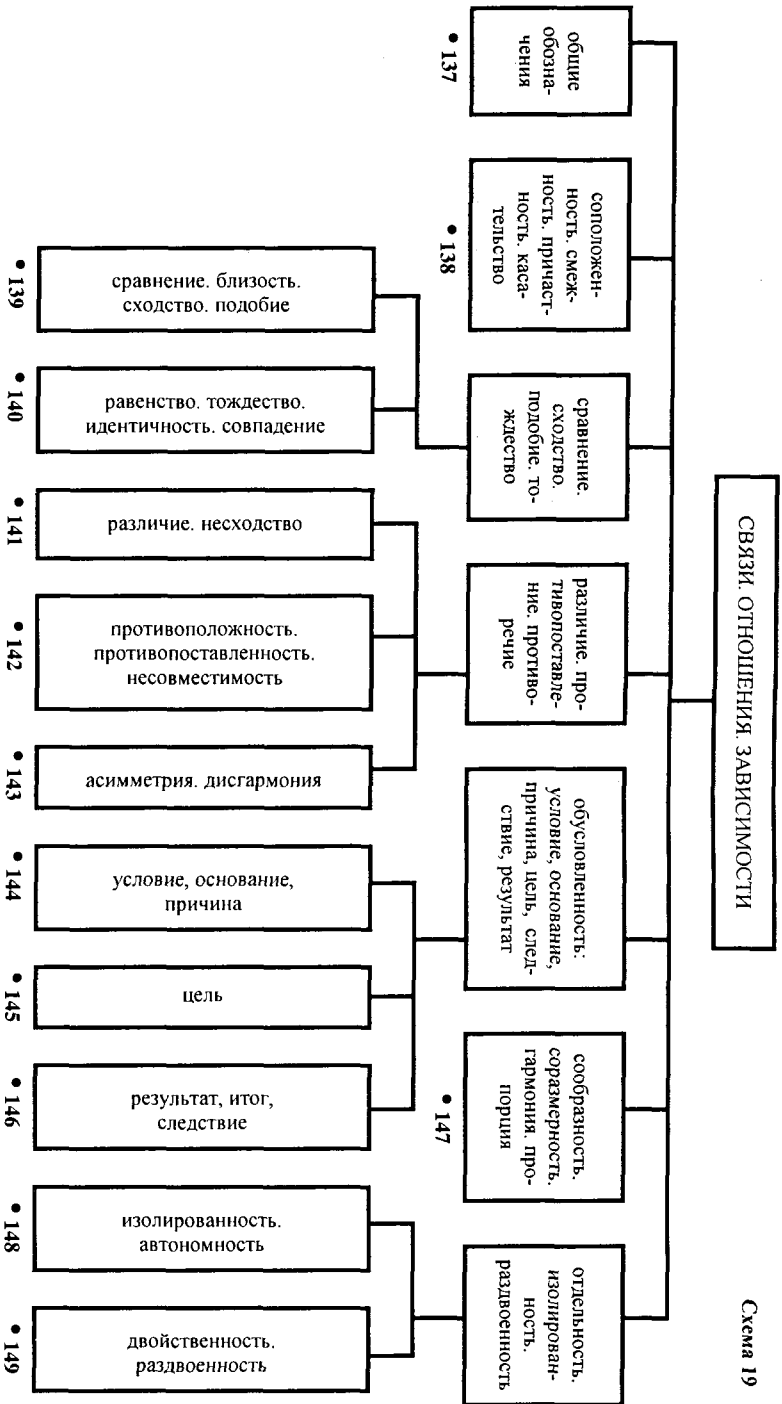 Схема 19
СВЯЗИ. ОТНОШЕНИЯ. ЗАВИСИМОСТИ
общие
обозна-
чения
• 137
соположен-
ность. смеж-
ность. причаст-
ность. каса-
тельство
• 138
сравнение.
сходство.
подобие. то-
ждество
различие. про-
тивопоставле-
ние. противо-
речие
обусловленность:
условие, основание,
причина, цель, след-
ствие, результат
сообразность.
соразмерность.
гармония. про-
порция
• 147
отдельность.
изолирован-
ность.
раздвоенность
сравнение. близость.
сходство. подобие
• 139
равенство. тождество.
идентичность. совпадение
• 140
различие. несходство
• 141
противоположность.
противопоставленность.
несовместимость
• 142
асимметрия. дисгармония
• 143
условие, основание,
причина
• 144
цель
• 145
результат, итог,
следствие
• 146
изолированность.
автономность
• 148
двойственность.
раздвоенность
• 149